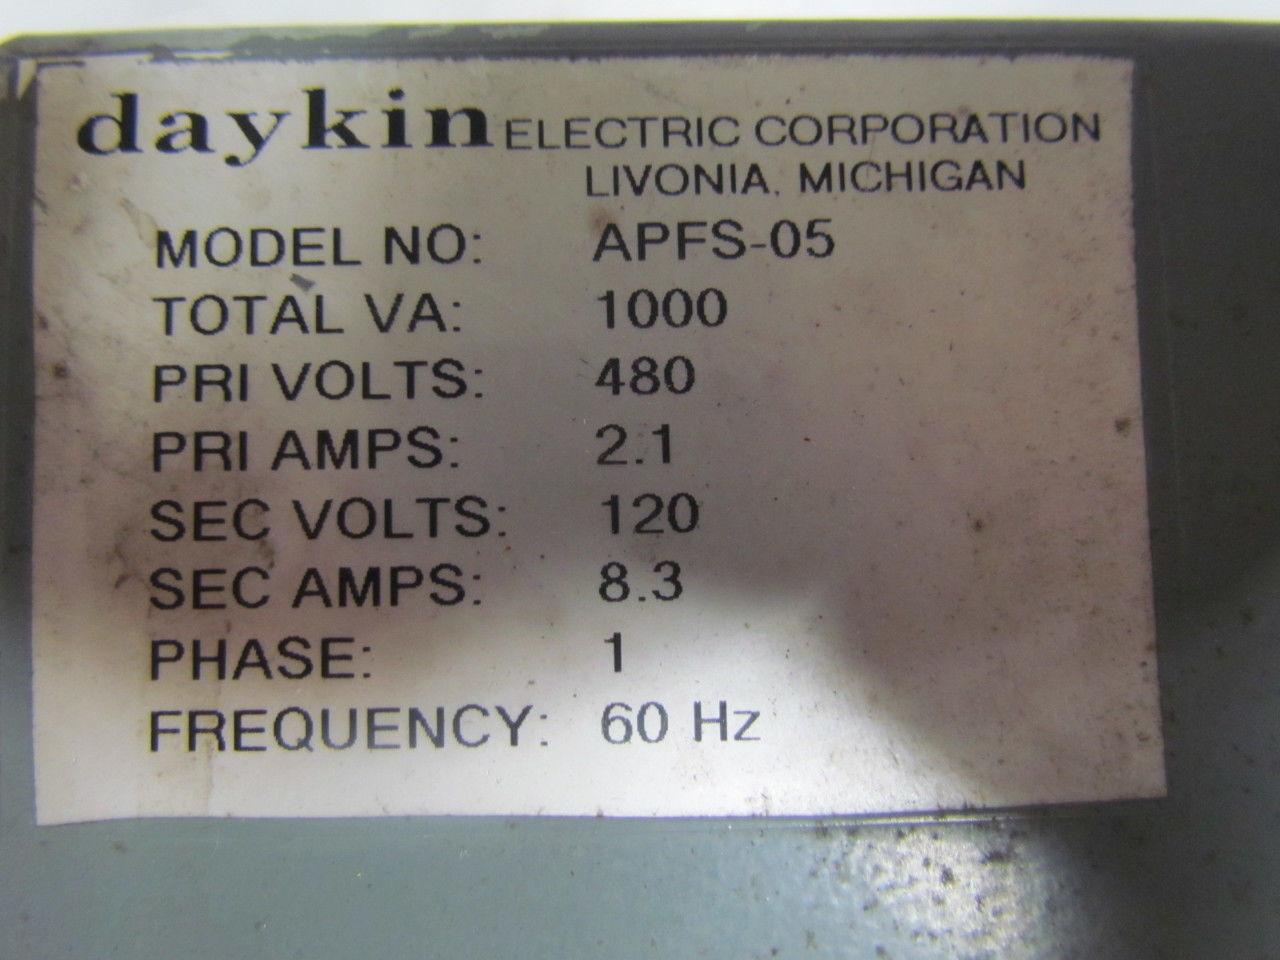 daykin ELECTRIC CORPORATION
LIVONIA, MICHIGAN
MODEL NO: APFS-05
TOTAL VA: 1000
PRI VOLTS: 480
PRI AMPS: 2.1
SEC VOLTS: 120
SEC AMPS: 8.3
PHASE: 1
FREQUENCY: 60 Hz